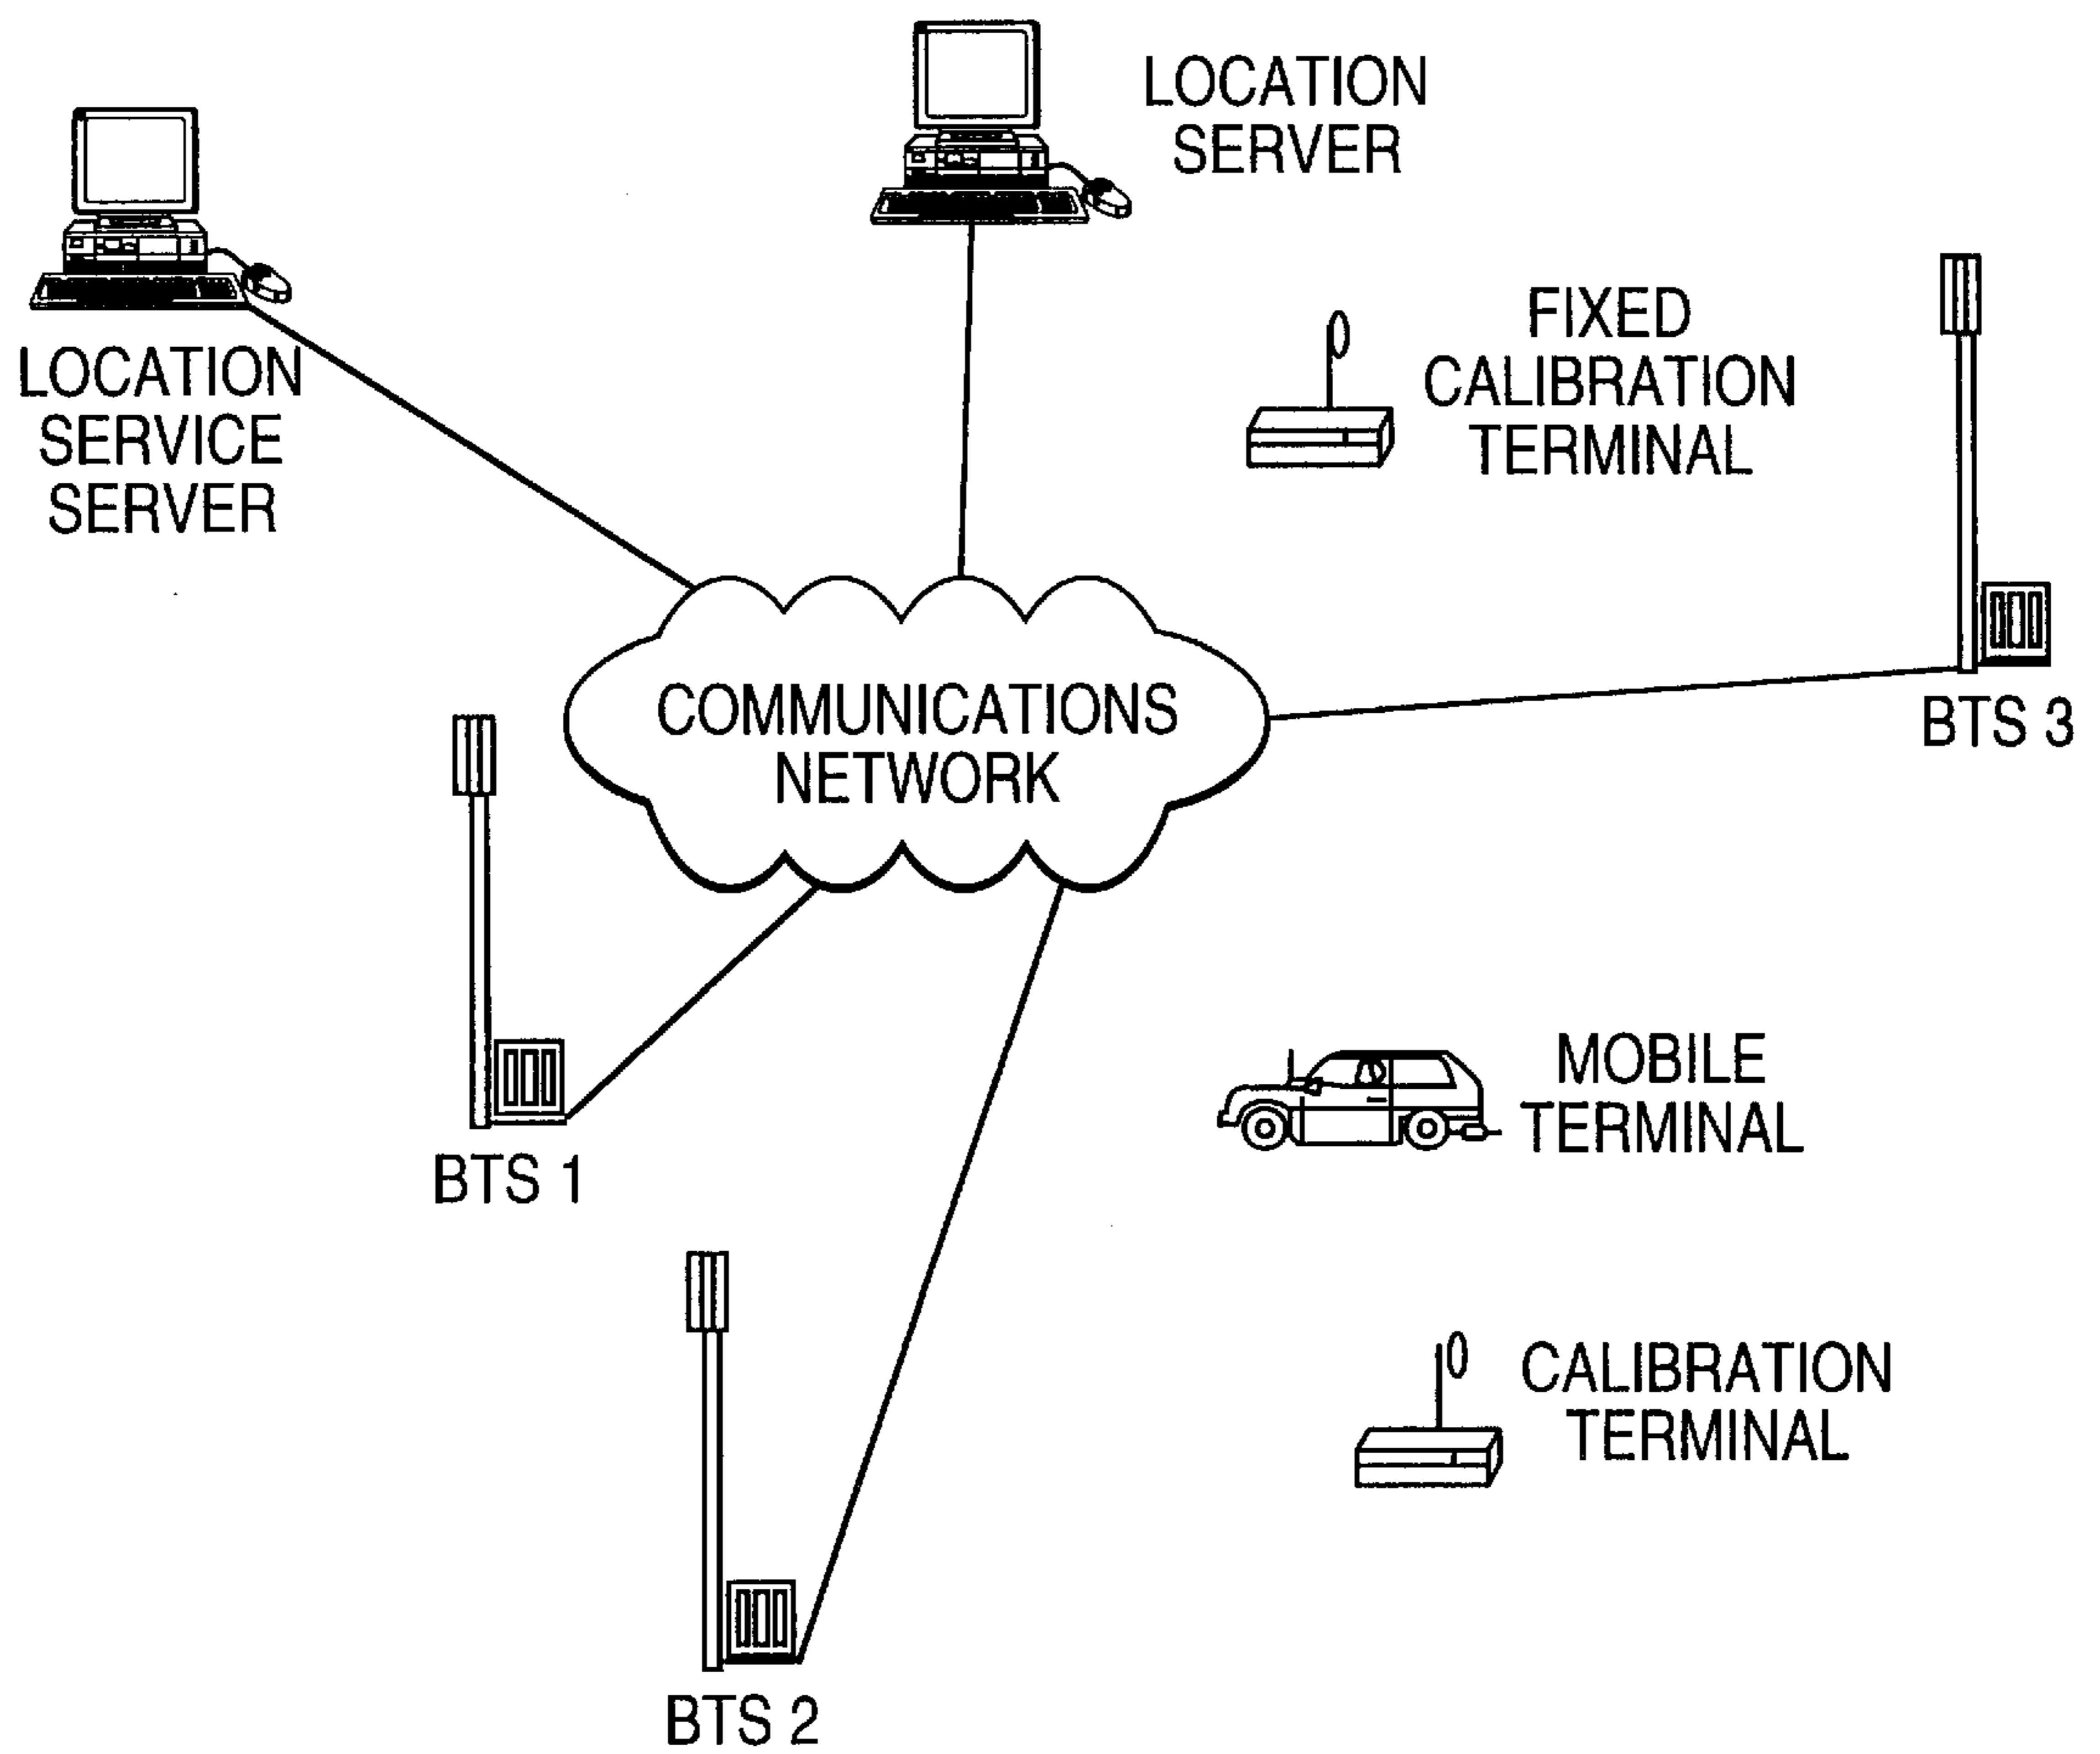 LOCATION
SERVER
LOCATION
SERVICE
SERVER
FIXED
CALIBRATION
TERMINAL
COMMUNICATIONS
NETWORK
BTS 3
BTS 1
MOBILE
TERMINAL
CALIBRATION
TERMINAL
BTS 2